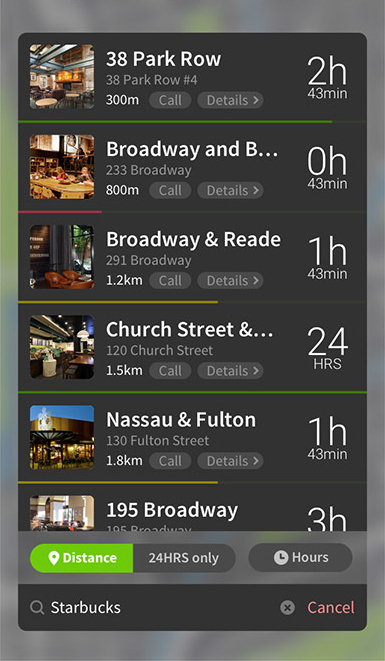 38 Park Row
38 Park Row #4
300m Call Details >
2h
43min
Broadway and B...
233 Broadway
800m Call Details >
0h
43min
Broadway & Reade
291 Broadway
1.2km Call Details >
1h
43min
Church Street &...
120 Church Street
1.5km Call Details >
24
HRS
Nassau & Fulton
130 Fulton Street
1.8km Call Details >
1h
43min
195 Broadway
195 Broadway
3h
Distance 24HRS only Hours
Starbucks Cancel